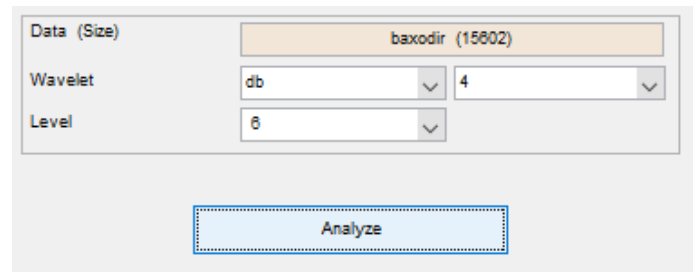 Data (Size) baxodir (15602)
Wavelet db 4
Level 6
Analyze